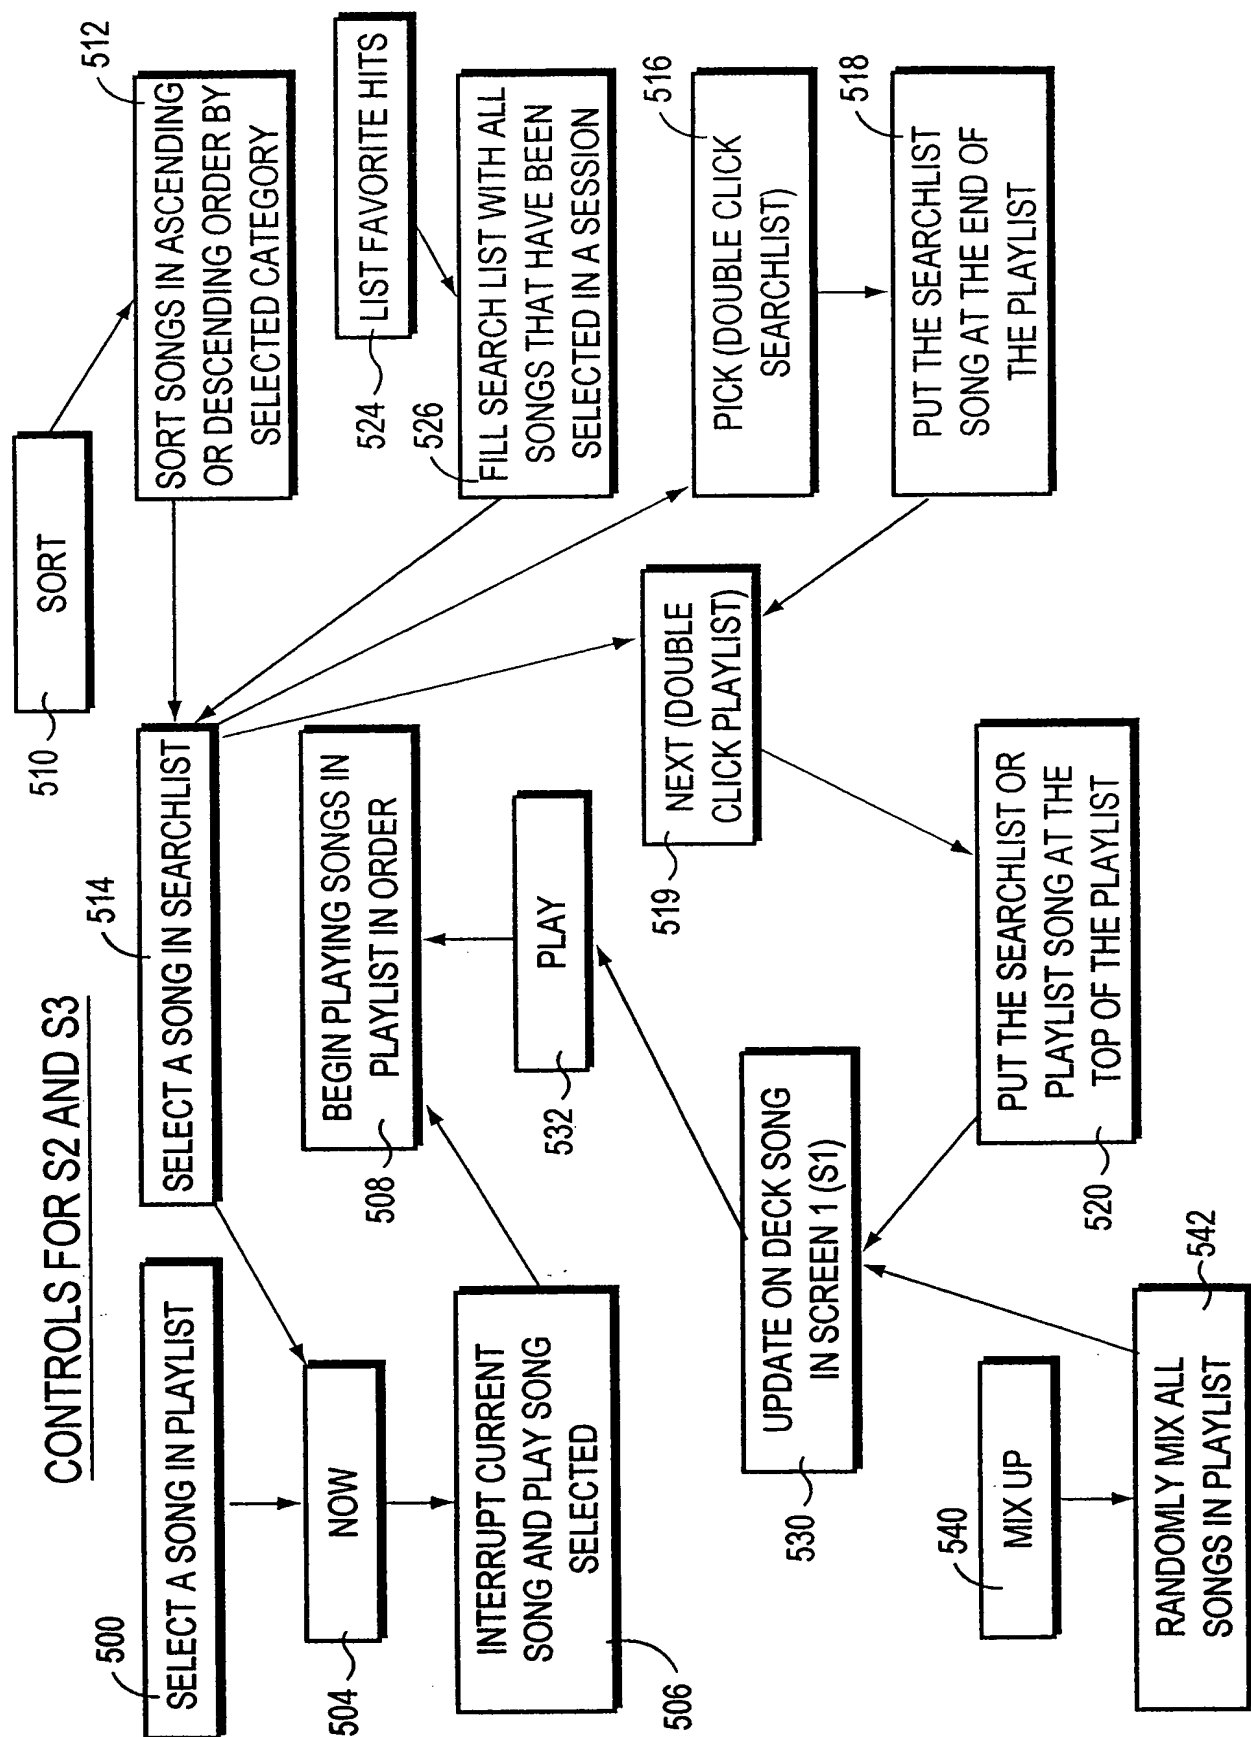 CONTROLS FOR S2 AND S3
500
SELECT A SONG IN PLAYLIST
504
NOW
506
INTERRUPT CURRENT
SONG AND PLAY SONG
SELECTED
514
SELECT A SONG IN SEARCHLIST
508
BEGIN PLAYING SONGS IN
PLAYLIST IN ORDER
532
PLAY
510
SORT
512
SORT SONGS IN ASCENDING
OR DESCENDING ORDER BY
SELECTED CATEGORY
524
LIST FAVORITE HITS
526
FILL SEARCH LIST WITH ALL
SONGS THAT HAVE BEEN
SELECTED IN A SESSION
516
PICK (DOUBLE CLICK
SEARCHLIST)
518
PUT THE SEARCHLIST
SONG AT THE END OF
THE PLAYLIST
519
NEXT (DOUBLE
CLICK PLAYLIST)
520
PUT THE SEARCHLIST OR
PLAYLIST SONG AT THE
TOP OF THE PLAYLIST
530
UPDATE ON DECK SONG
IN SCREEN 1 (S1)
540
MIX UP
542
RANDOMLY MIX ALL
SONGS IN PLAYLIST